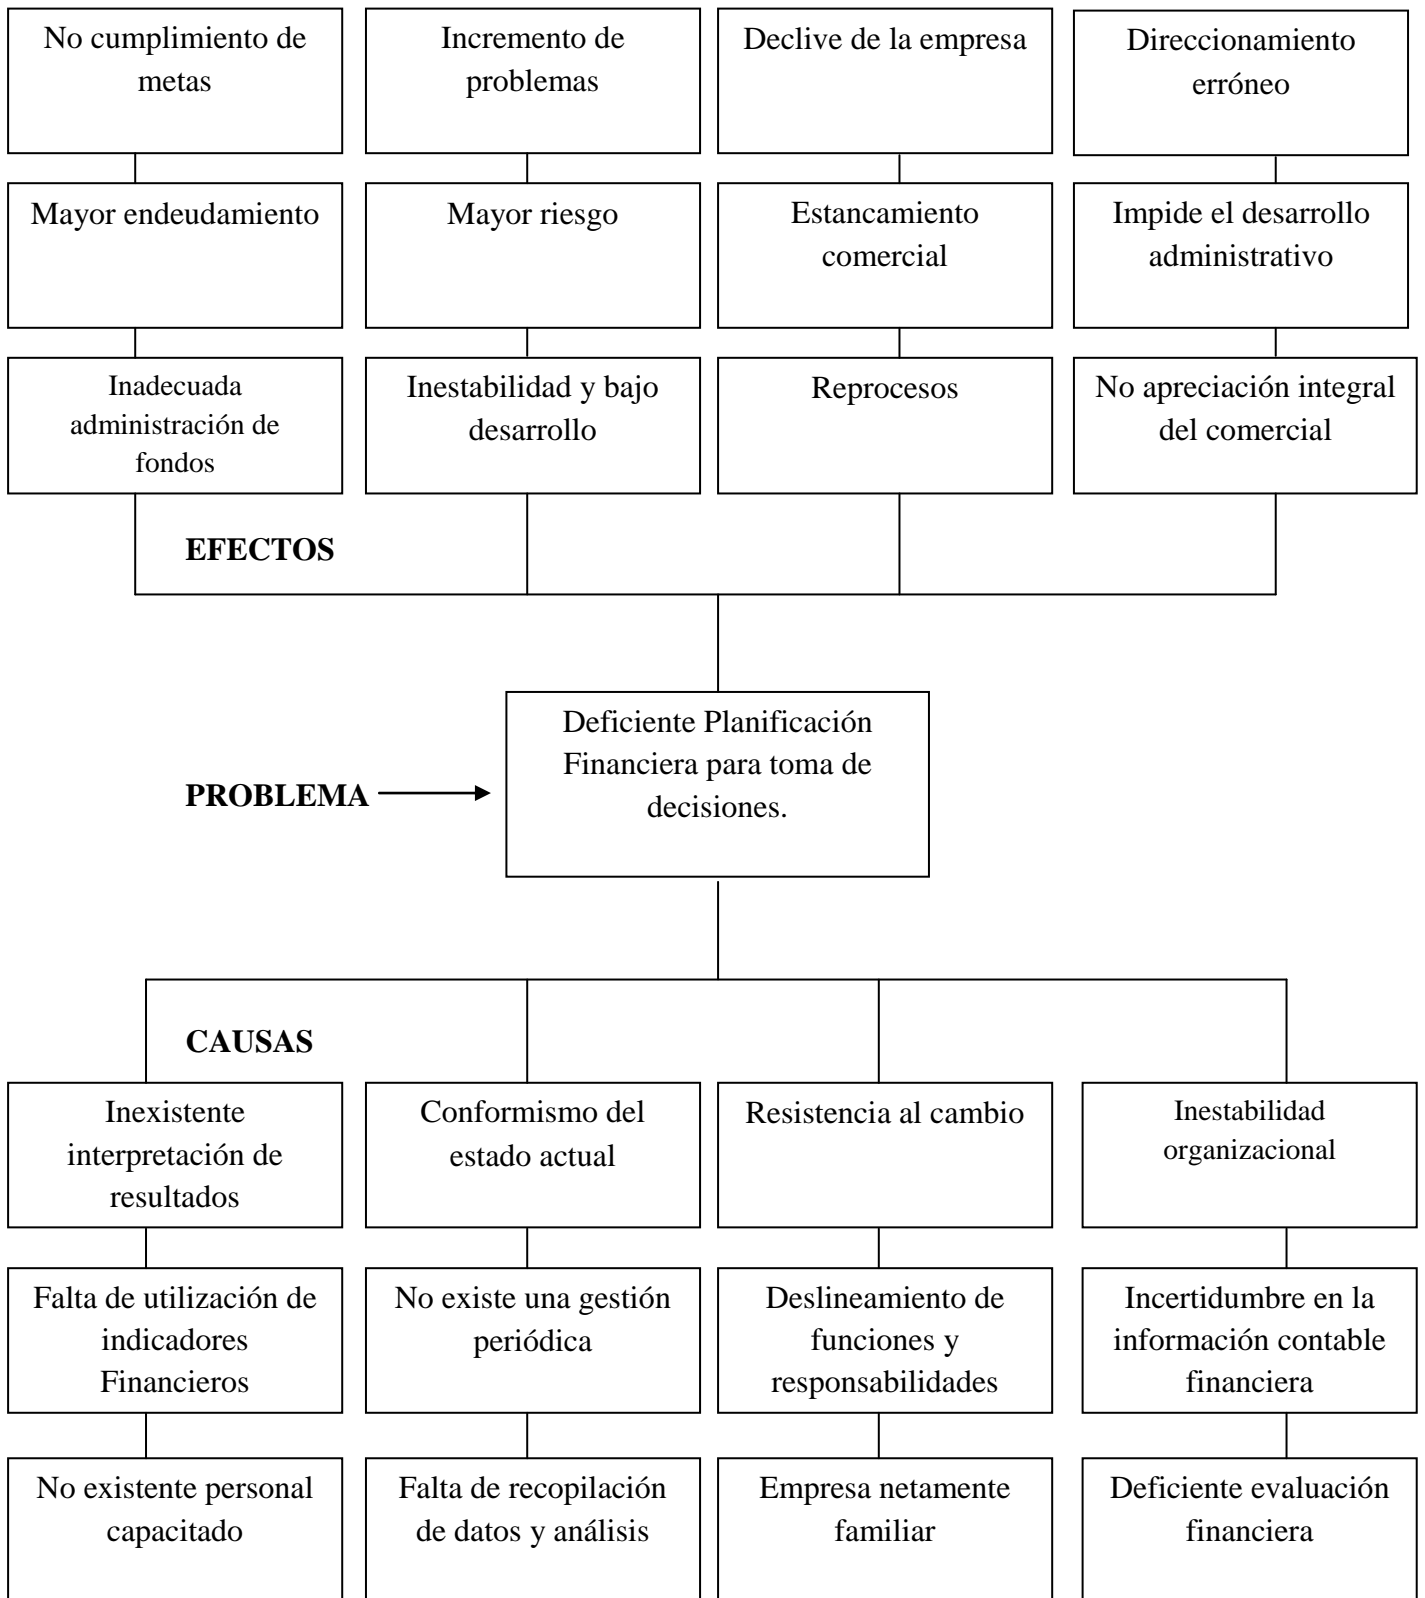 No cumplimiento de
metas
Incremento de
problemas
Declive de la empresa
Direccionamiento
erróneo
Mayor endeudamiento
Mayor riesgo
Estancamiento
comercial
Impide el desarrollo
administrativo
Inadecuada
administración de
fondos
Inestabilidad y bajo
desarrollo
Reprocesos
No apreciación integral
del comercial
EFECTOS
Deficiente Planificación
Financiera para toma de
decisiones.
PROBLEMA
CAUSAS
Inexistente
interpretación de
resultados
Conformismo del
estado actual
Resistencia al cambio
Inestabilidad
organizacional
Falta de utilización de
indicadores
Financieros
No existe una gestión
periódica
Deslineamiento de
funciones y
responsabilidades
Incertidumbre en la
información contable
financiera
No existente personal
capacitado
Falta de recopilación
de datos y análisis
Empresa netamente
familiar
Deficiente evaluación
financiera